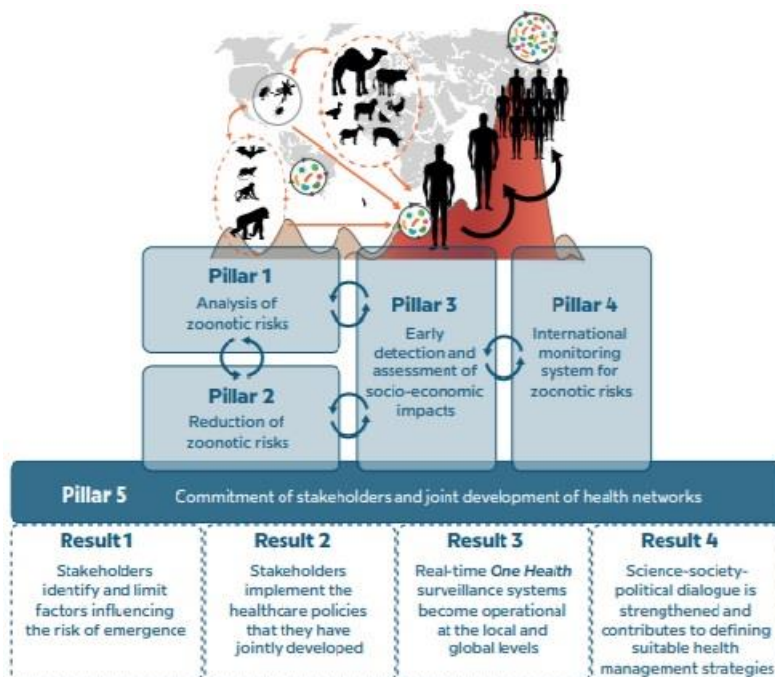 Pillar 1
Analysis of
zoonotic risks
Pillar 2
Reduction of
zoonotic risks
Pillar 3
Early
detection and
assessment of
socio-economic
impacts
Pillar 4
International
monitoring
system for
zoonotic risks
Pillar 5
Commitment of stakeholders and joint development of health networks
Result 1
Stakeholders
identify and limit
factors influencing
the risk of emergence
Result 2
Stakeholders
implement the
healthcare policies
that they have
jointly developed
Result 3
Real-time One Health
surveillance systems
become operational
at the local and
global levels
Result 4
Science-society-
political dialogue is
strengthened and
contributes to defining
suitable health
management strategies